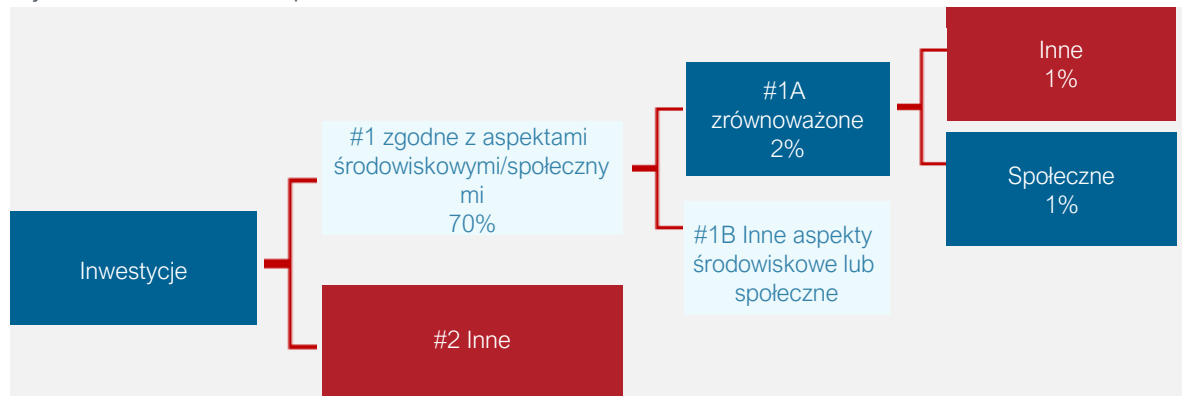 Inne
1%
#1A
zrównoważone
2%
#1 zgodne z aspektami
środowiskowymi/społeczny
mi
70%
Społeczne
1%
#1B Inne aspekty
środowiskowe lub
społeczne
Inwestycje
#2 Inne